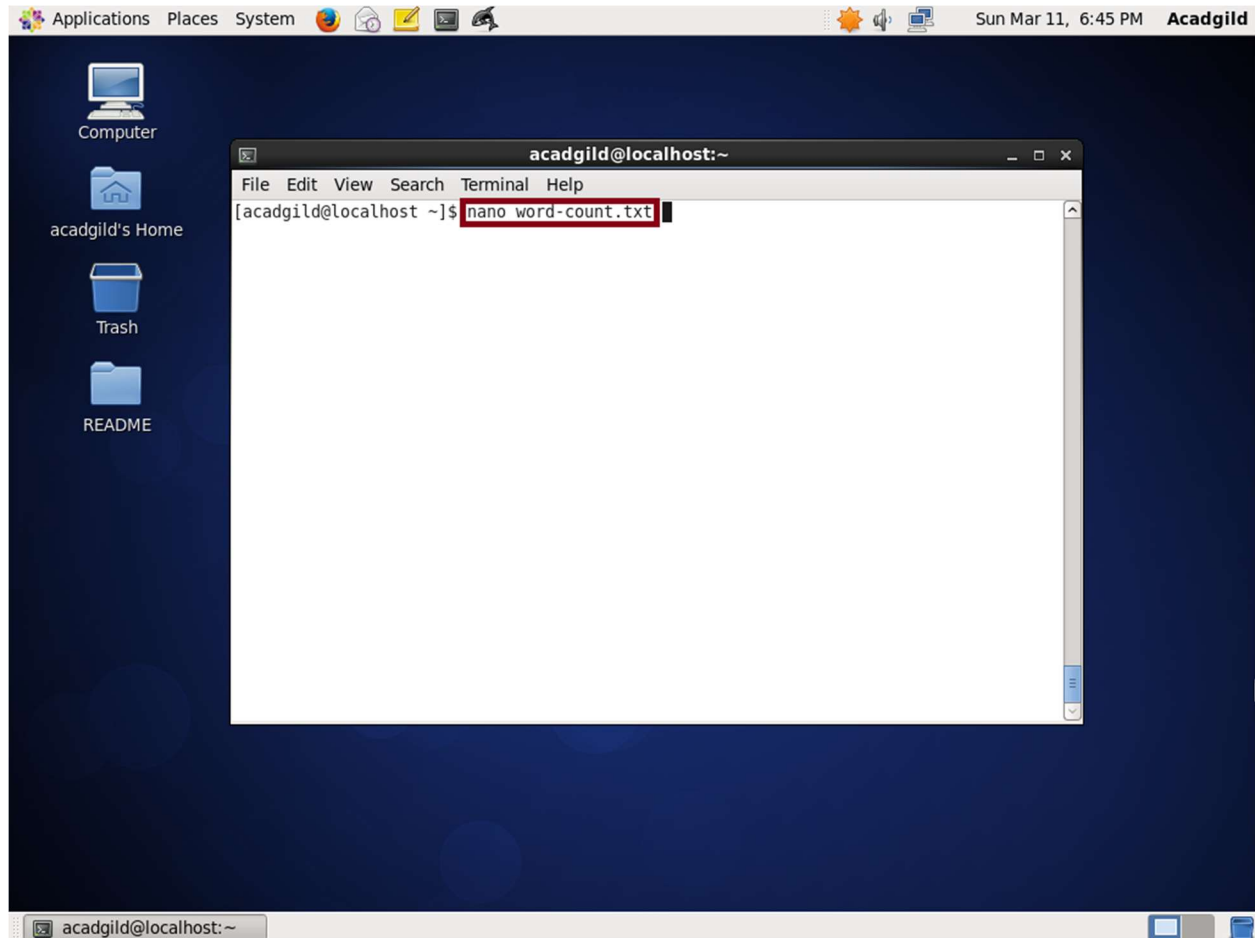 Applications Places System Sun Mar 11, 6:45 PM Acadgild
Computer
acadgild's Home
Trash
README
acadgild@localhost:~
File Edit View Search Terminal Help
[acadgild@localhost ~]$ nano word-count.txt
acadgild@localhost:~